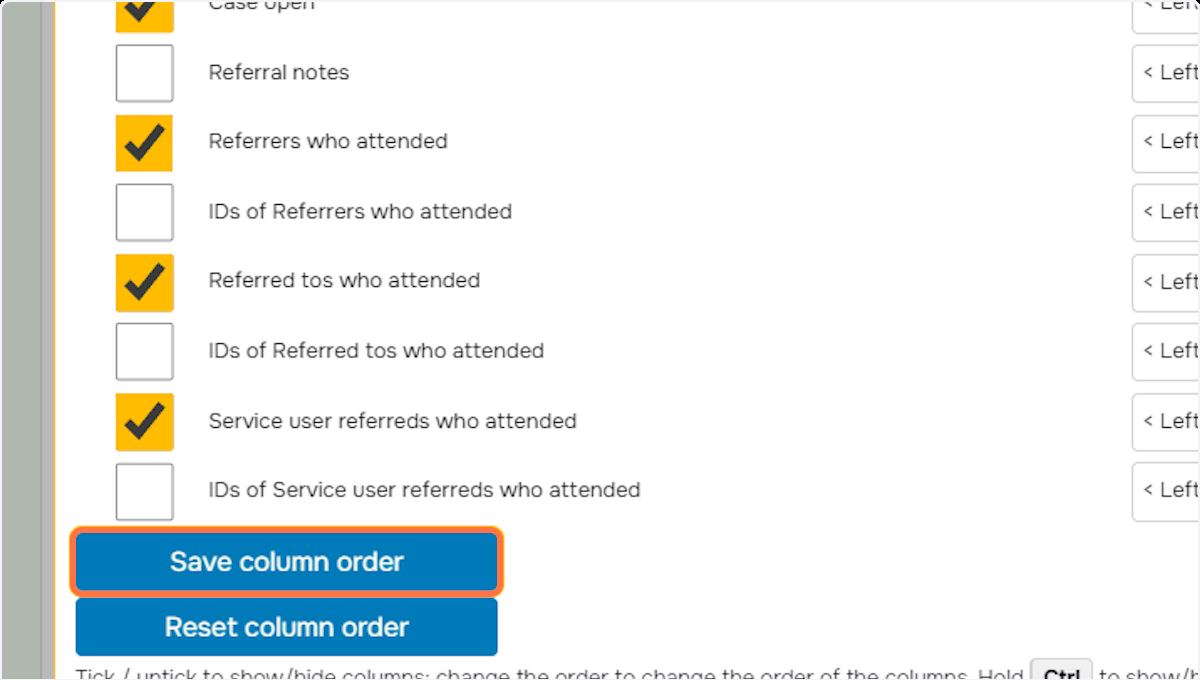 Case open < Left
Referral notes < Left
Referrers who attended < Left
IDs of Referrers who attended < Left
Referred tos who attended < Left
IDs of Referred tos who attended < Left
Service user referreds who attended < Left
IDs of Service user referreds who attended < Left
Save column order
Reset column order
Tick / untick to show/hide columns; change the order to change the order of the columns. Hold Ctrl to show/h